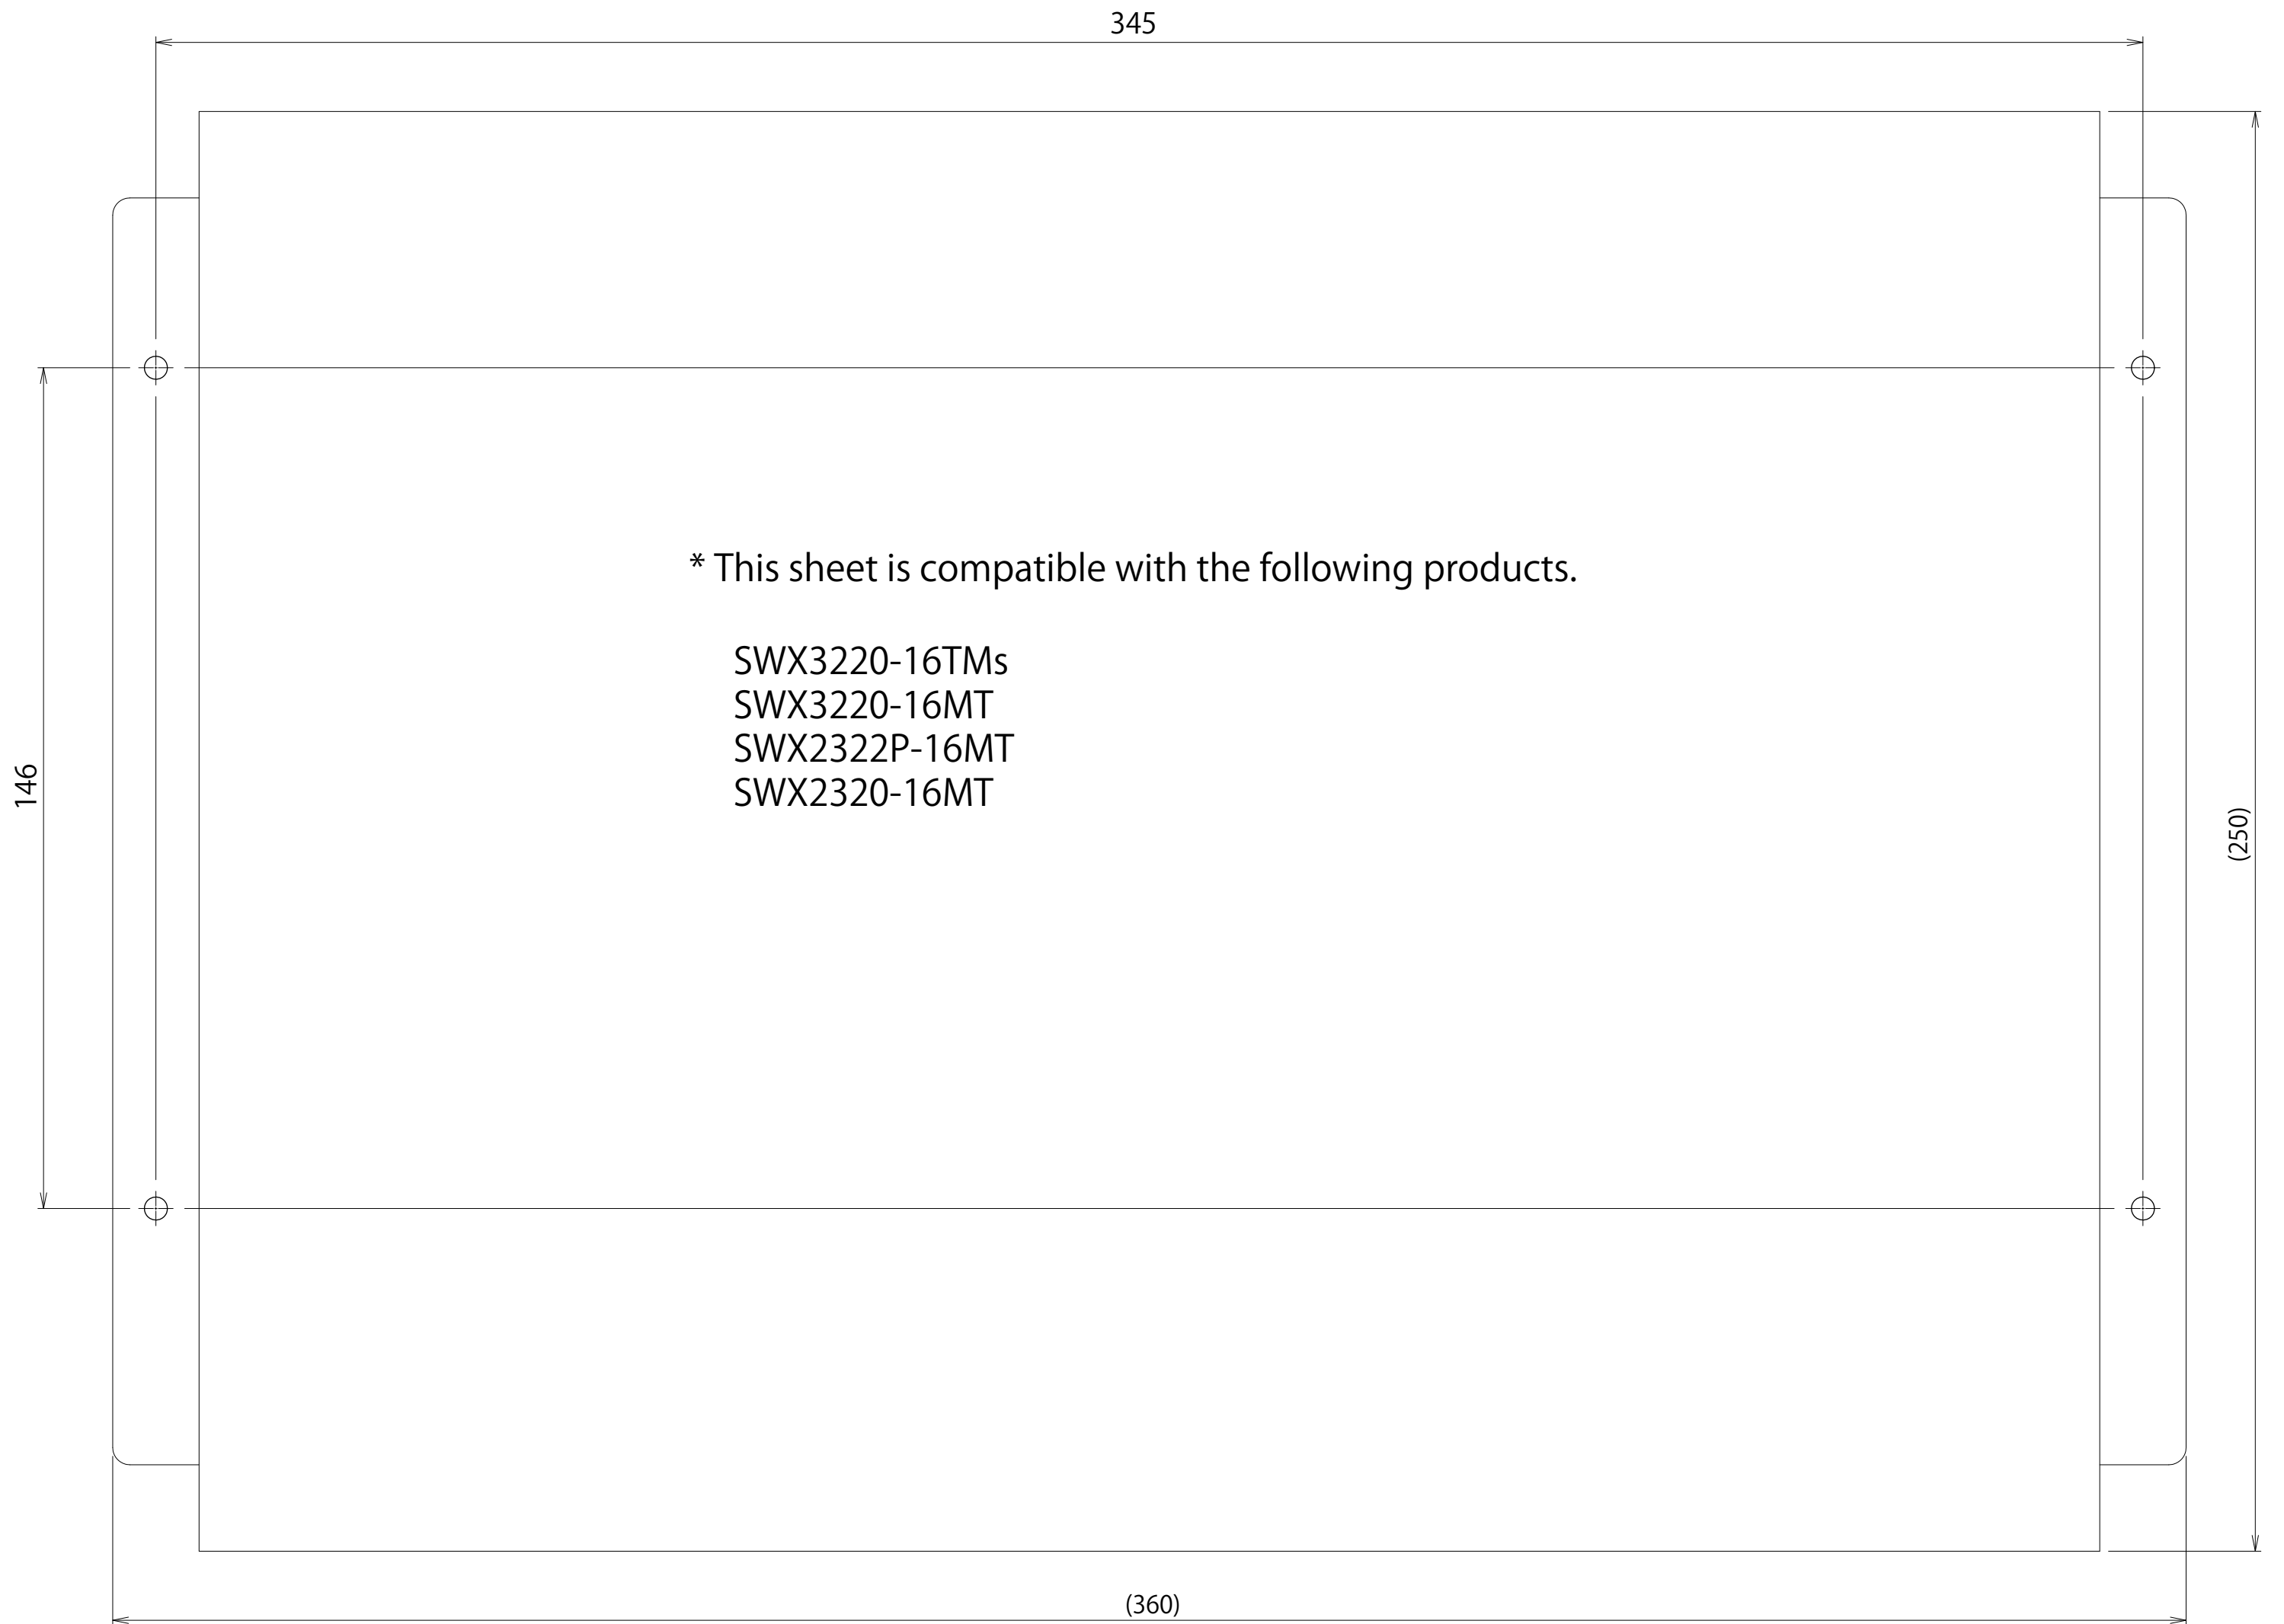 345
* This sheet is compatible with the following products.
SWX3220-16TMs
SWX3220-16MT
SWX2322P-16MT
SWX2320-16MT
146
(250)
(360)